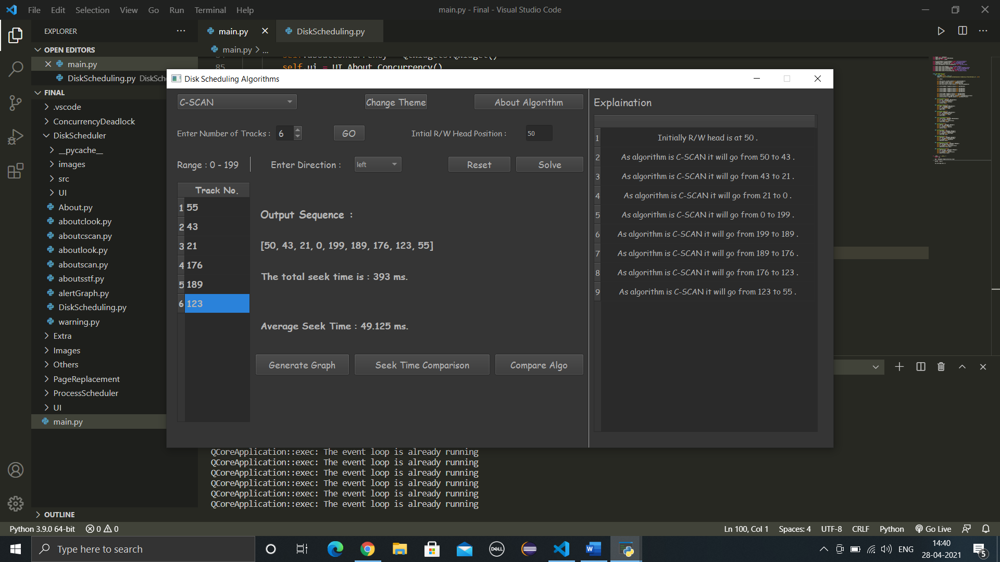 File Edit Selection View Go Run Terminal Help
main.py - Final - Visual Studio Code
EXPLORER
main.py
DiskScheduling.py
OPEN EDITORS
main.py
DiskScheduling.py DiskSch
main.py > ...
85
self.ui = UI_About_Concurrency()
FINAL
.vscode
ConcurrencyDeadlock
DiskScheduler
__pycache__
images
src
UI
About.py
aboutclook.py
aboutcscan.py
aboutlook.py
aboutscan.py
aboutsstf.py
alertGraph.py
DiskScheduling.py
warning.py
Extra
Images
Others
PageReplacement
ProcessScheduler
UI
main.py
OUTLINE
Disk Scheduling Algorithms
C-SCAN
Change Theme
About Algorithm
Enter Number of Tracks :
6
GO
Intial R/W Head Position :
50
Range : 0 - 199
Enter Direction :
left
Reset
Solve
Track No.
1 55
2 43
3 21
4 176
5 189
6 123
Output Sequence :
[50, 43, 21, 0, 199, 189, 176, 123, 55]
The total seek time is : 393 ms.
Average Seek Time : 49.125 ms.
Generate Graph
Seek Time Comparison
Compare Algo
Explaination
1 Initially R/W head is at 50 .
2 As algorithm is C-SCAN it will go from 50 to 43 .
3 As algorithm is C-SCAN it will go from 43 to 21 .
4 As algorithm is C-SCAN it will go from 21 to 0 .
5 As algorithm is C-SCAN it will go from 0 to 199 .
6 As algorithm is C-SCAN it will go from 199 to 189 .
7 As algorithm is C-SCAN it will go from 189 to 176 .
8 As algorithm is C-SCAN it will go from 176 to 123 .
9 As algorithm is C-SCAN it will go from 123 to 55 .
QCoreApplication::exec: The event loop is already running
QCoreApplication::exec: The event loop is already running
QCoreApplication::exec: The event loop is already running
QCoreApplication::exec: The event loop is already running
QCoreApplication::exec: The event loop is already running
QCoreApplication::exec: The event loop is already running
Python 3.9.0 64-bit
0
0
Ln 100, Col 1
Spaces: 4
UTF-8
CRLF
Python
Go Live
Type here to search
DELL
W
ENG
14:40
28-04-2021
5